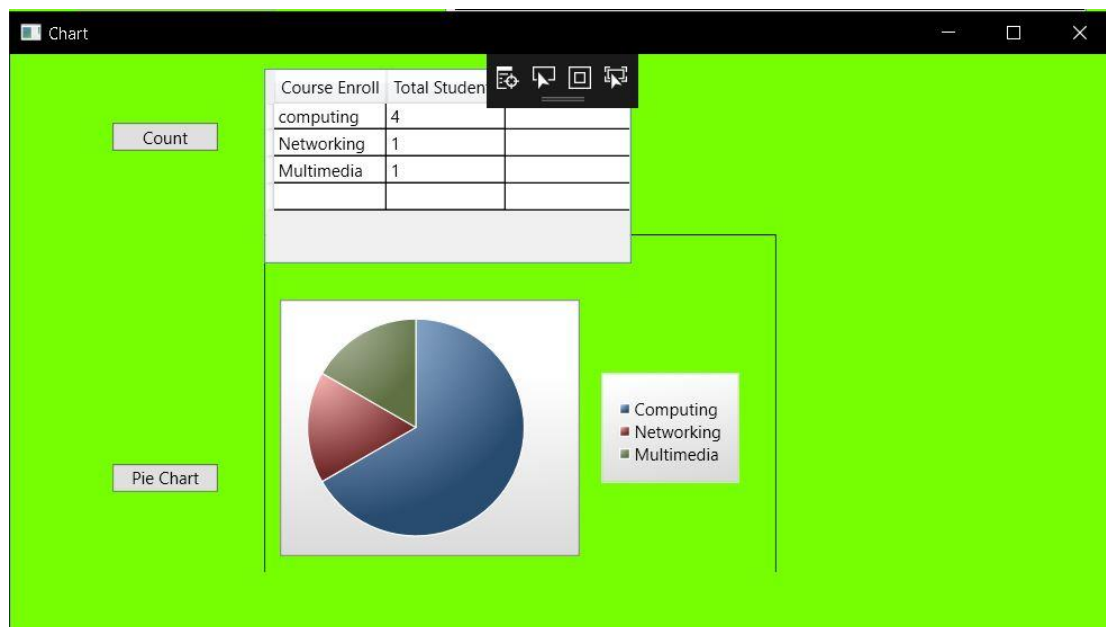 Chart
Course Enroll Total Studen
computing 4
Count
Networking 1
Multimedia 1
Computing
Networking
Multimedia
Pie Chart